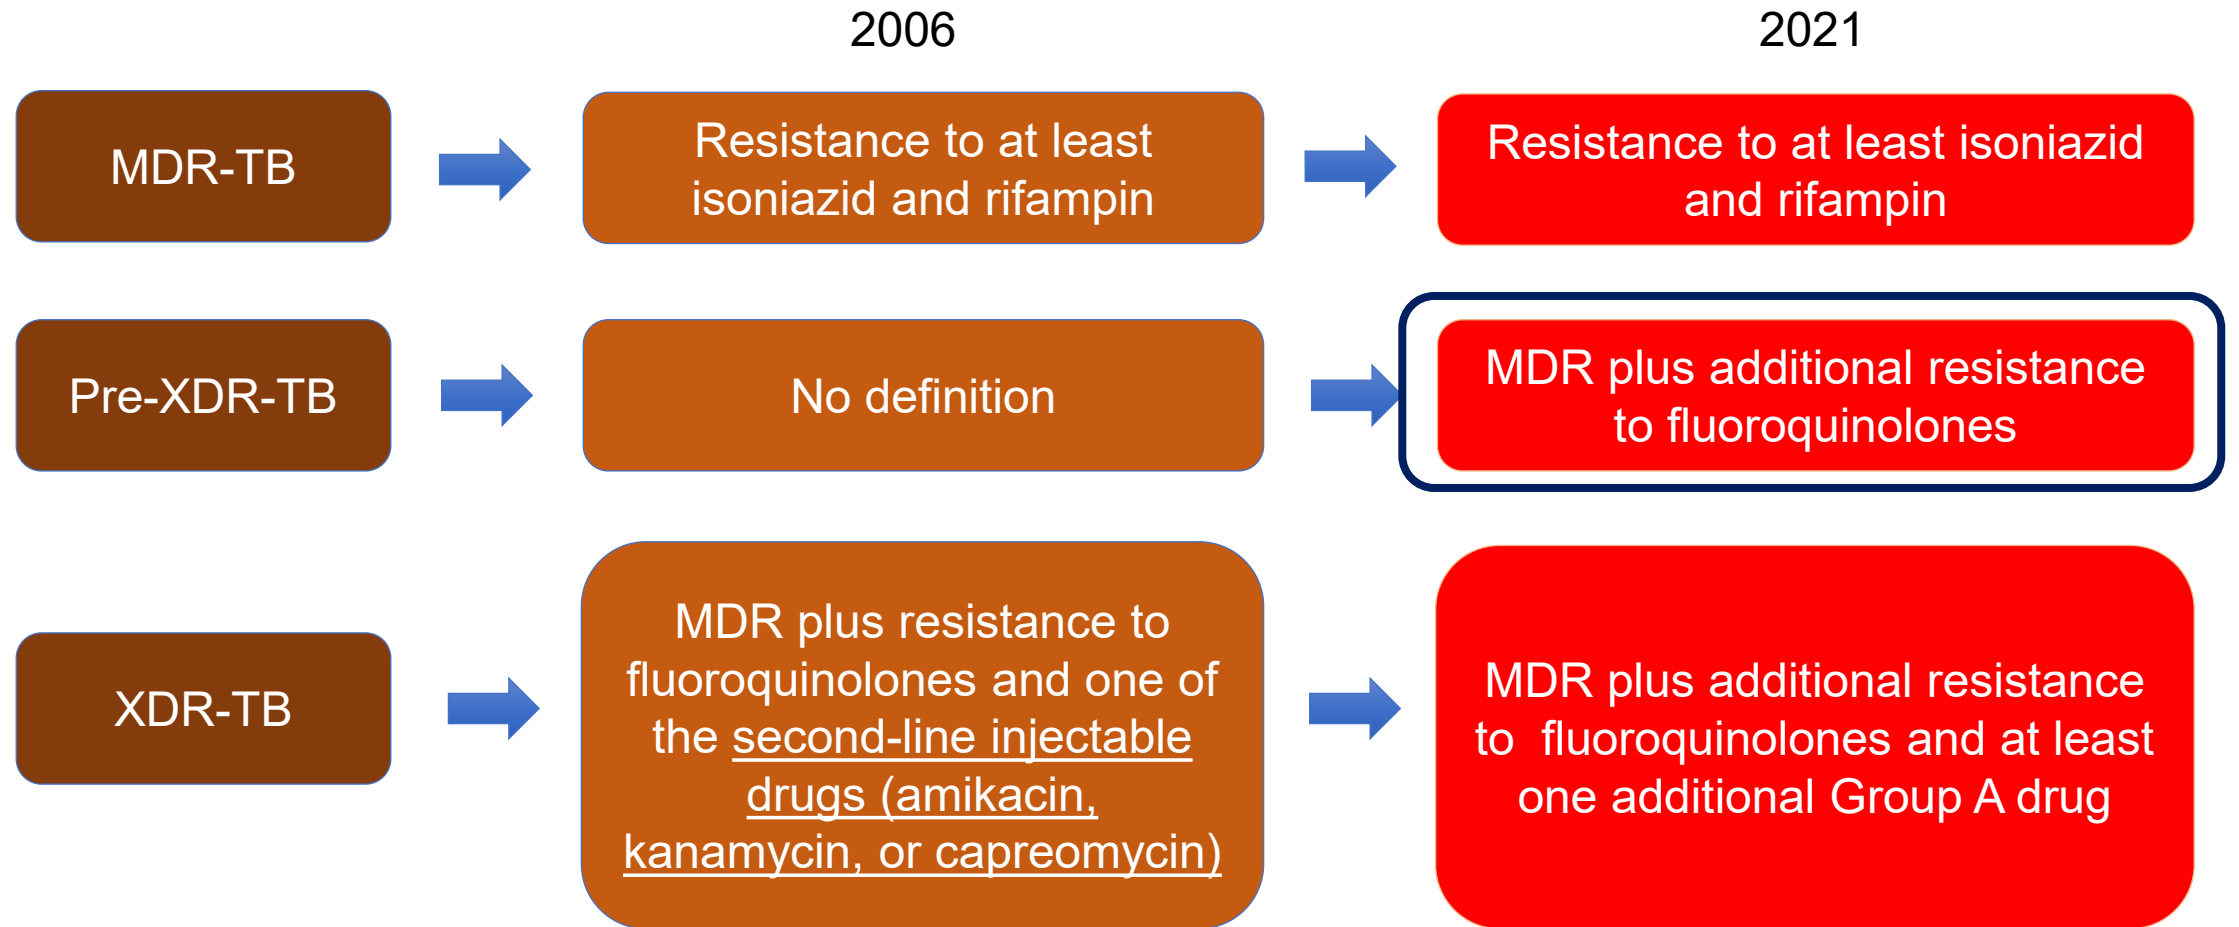 2006
2021
MDR-TB
Resistance to at least
isoniazid and rifampin
Resistance to at least isoniazid
and rifampin
Pre-XDR-TB
No definition
MDR plus additional resistance
to fluoroquinolones
XDR-TB
MDR plus resistance to
fluoroquinolones and one of
the second-line injectable
drugs (amikacin,
kanamycin, or capreomycin)
MDR plus additional resistance
to  fluoroquinolones and at least
one additional Group A drug